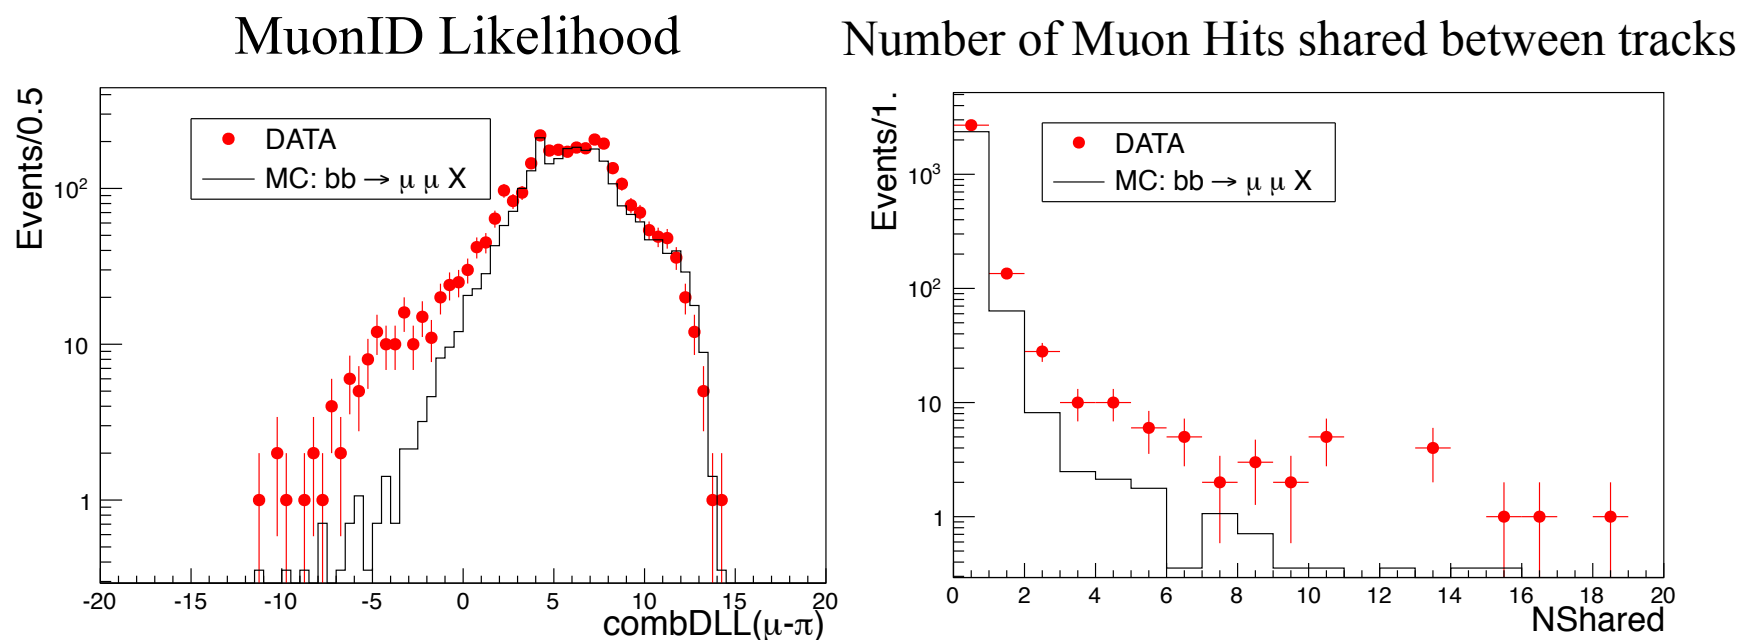 MuonID Likelihood
Events/0.5
10²
10
1
DATA
MC: bb → μ μ X
-20 -15 -10 -5 0 5 10 15 20
combDLL(μ-π)
Number of Muon Hits shared between tracks
Events/1.
10³
10²
10
1
DATA
MC: bb → μ μ X
0 2 4 6 8 10 12 14 16 18 20
NShared